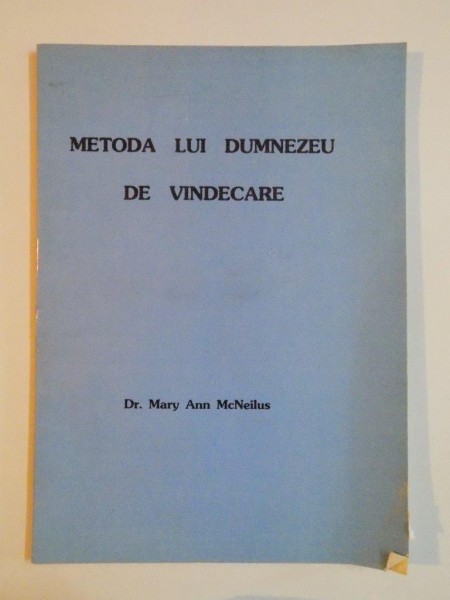 METODA LUI DUMNEZEU
DE VINDECARE
Dr. Mary Ann McNeilus